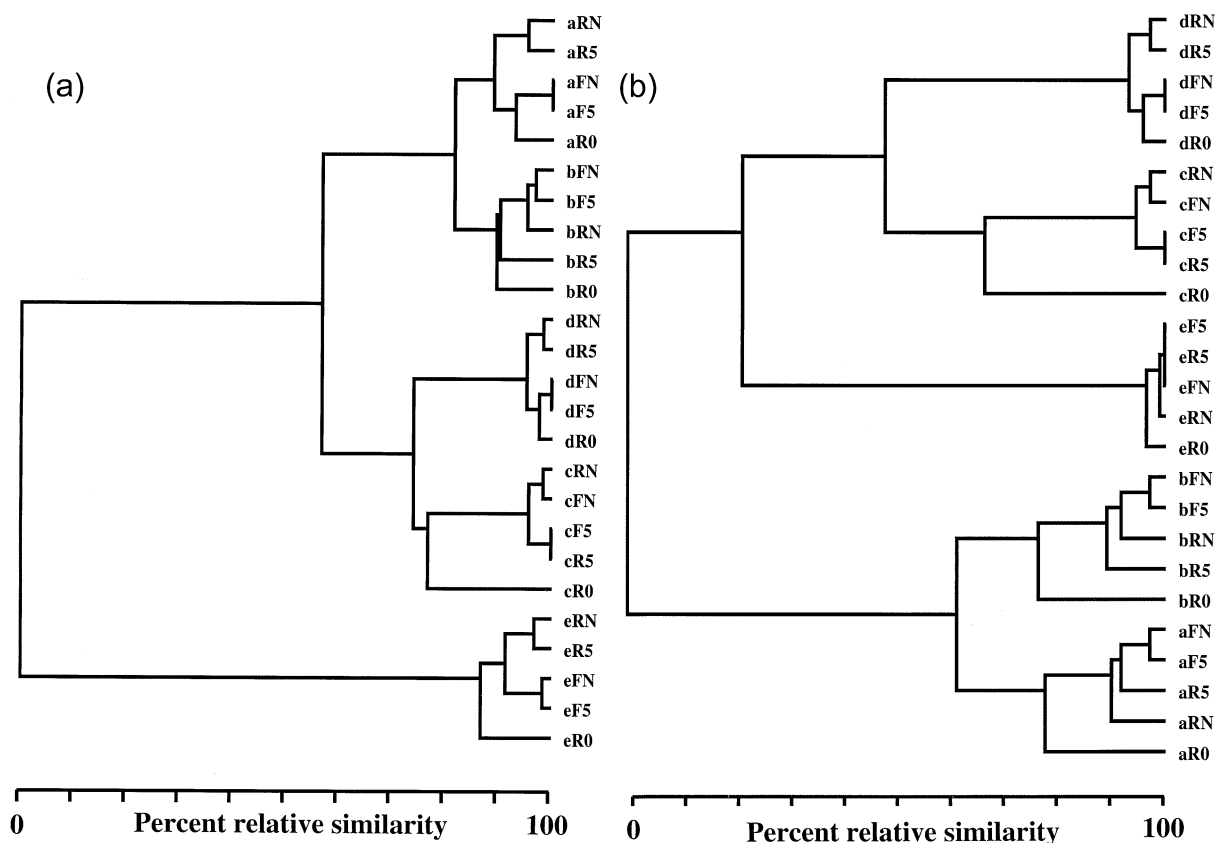 (a)
aRN
aR5
aFN
aF5
aR0
bFN
bF5
bRN
bR5
bR0
dRN
dR5
dFN
dF5
dR0
cRN
cFN
cF5
cR5
cR0
eRN
eR5
eFN
eF5
eR0
0 Percent relative similarity 100
(b)
dRN
dR5
dFN
dF5
dR0
cRN
cFN
cF5
cR5
cR0
eF5
eR5
eFN
eRN
eR0
bFN
bF5
bRN
bR5
bR0
aFN
aF5
aR5
aRN
aR0
0 Percent relative similarity 100